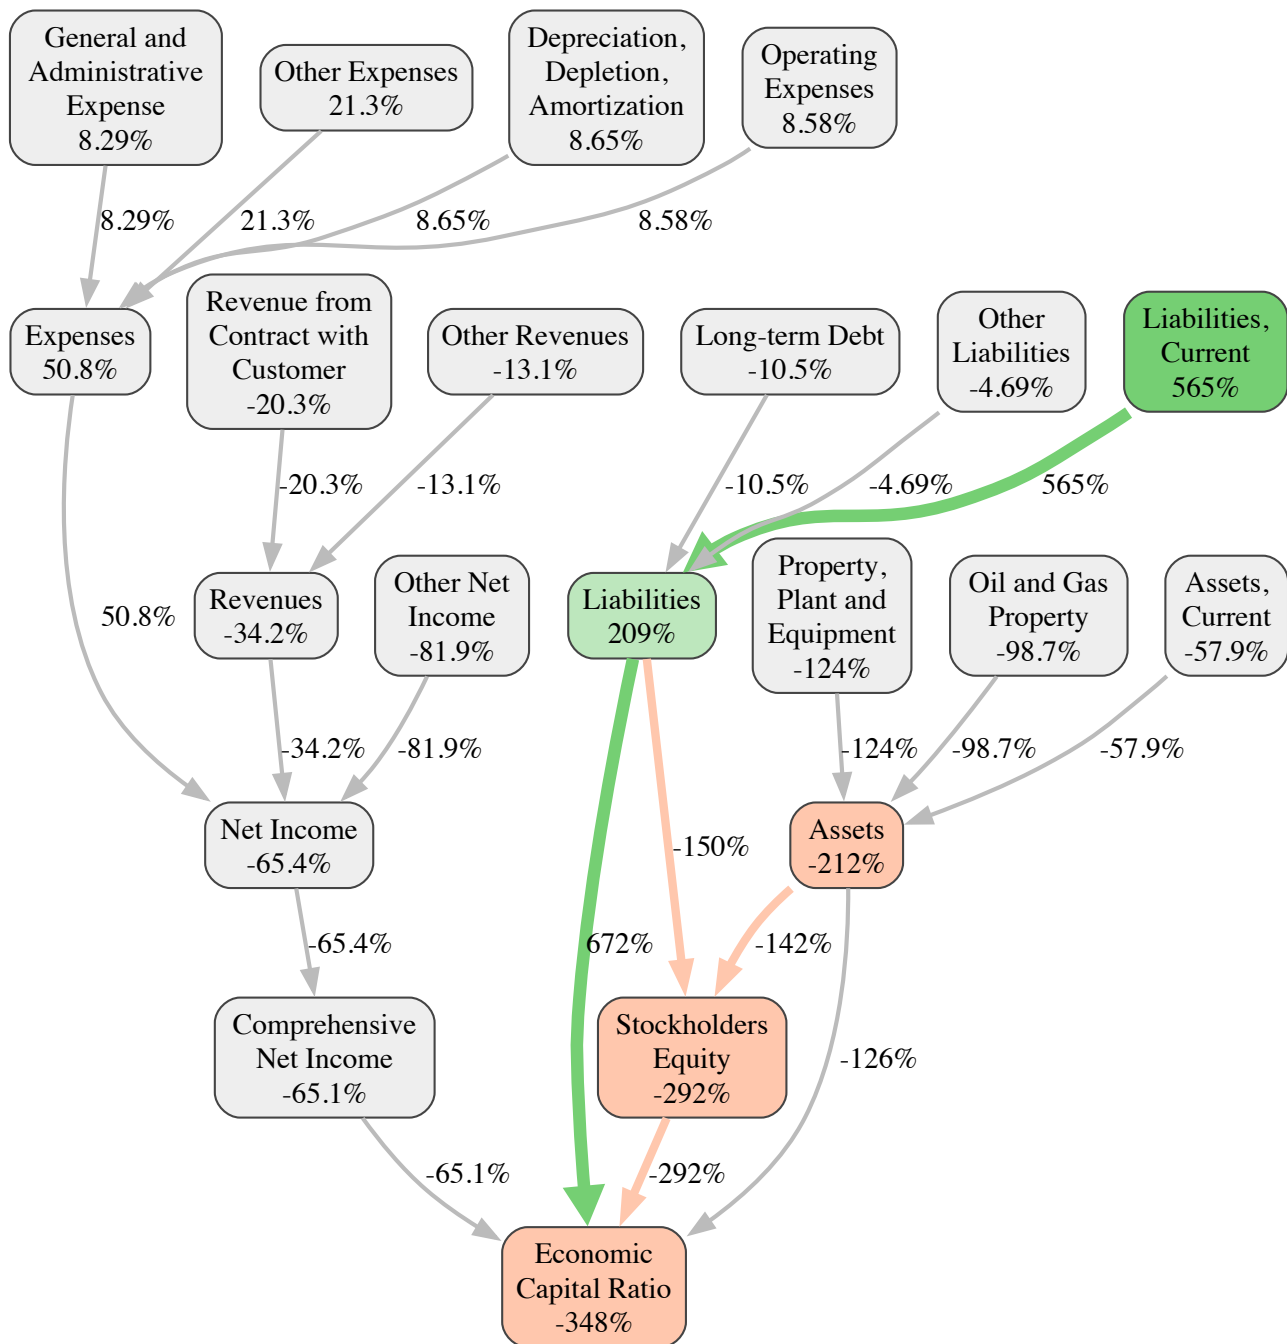 General and
Administrative
Expense
8.29%
Other Expenses
21.3%
Depreciation,
Depletion,
Amortization
8.65%
Operating
Expenses
8.58%
8.29%
21.3%
8.65%
8.58%
Expenses
50.8%
Revenue from
Contract with
Customer
-20.3%
Other Revenues
-13.1%
Long-term Debt
-10.5%
Other
Liabilities
-4.69%
Liabilities,
Current
565%
-20.3%
-13.1%
-10.5%
-4.69%
565%
50.8%
Revenues
-34.2%
Other Net
Income
-81.9%
Liabilities
209%
Property,
Plant and
Equipment
-124%
Oil and Gas
Property
-98.7%
Assets,
Current
-57.9%
-34.2%
-81.9%
-124%
-98.7%
-57.9%
Net Income
-65.4%
-150%
Assets
-212%
-65.4%
672%
-142%
Comprehensive
Net Income
-65.1%
Stockholders
Equity
-292%
-126%
-65.1%
-292%
Economic
Capital Ratio
-348%